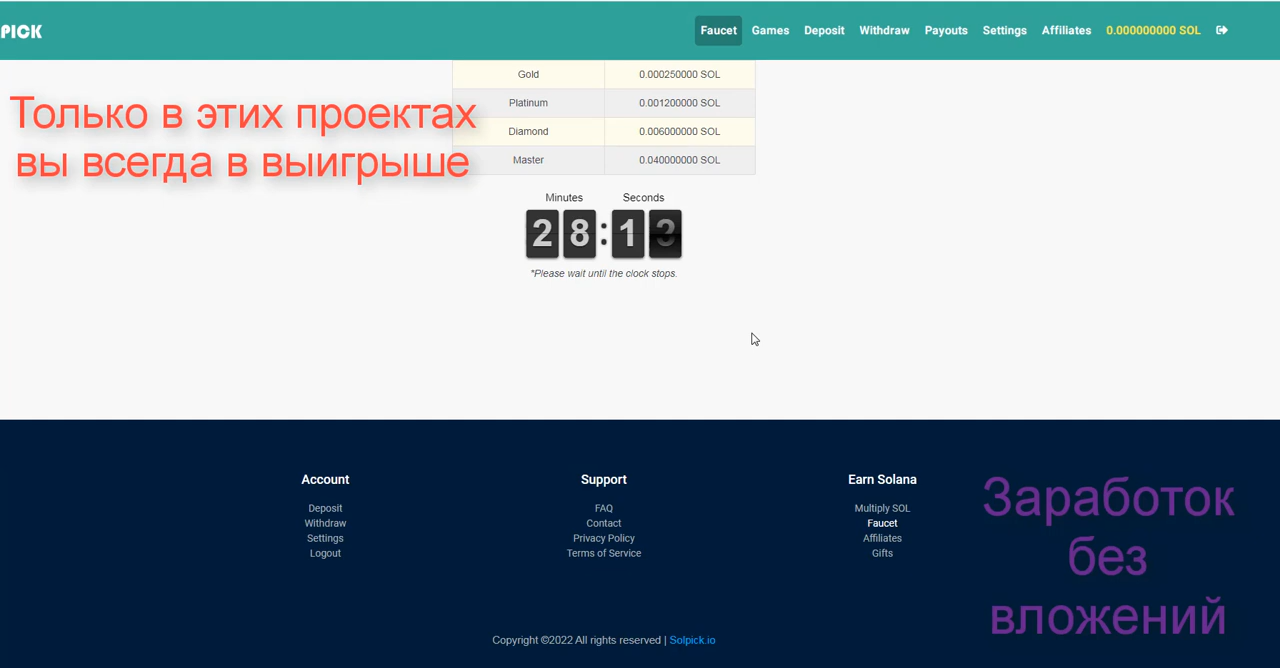 PICK
Faucet Games Deposit Withdraw Payouts Settings Affiliates 0.000000000 SOL
Gold 0.000250000 SOL
Platinum 0.001200000 SOL
Diamond 0.006000000 SOL
Master 0.040000000 SOL
Только в этих проектах
вы всегда в выигрыше
Minutes Seconds
28:13
*Please wait until the clock stops.
Account
Deposit
Withdraw
Settings
Logout
Support
FAQ
Contact
Privacy Policy
Terms of Service
Earn Solana
Multiply SOL
Faucet
Affiliates
Gifts
Заработок
без
вложений
Copyright ©2022 All rights reserved | Solpick.io